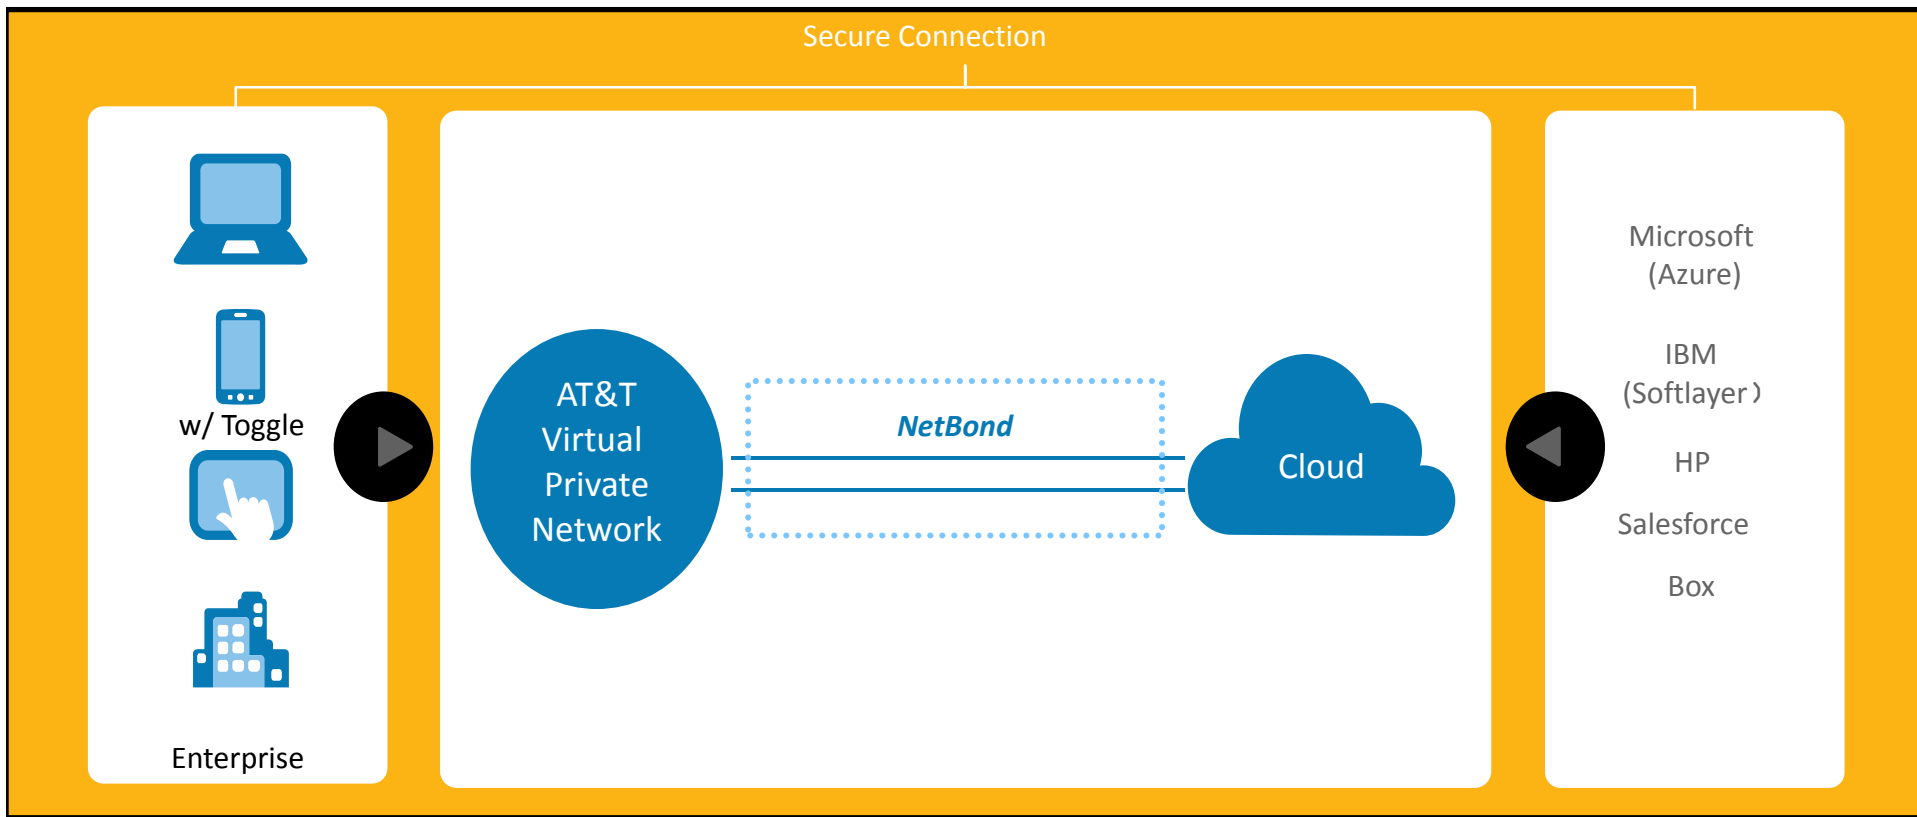 Secure Connection
w/ Toggle
Enterprise
AT&T
Virtual
Private
Network
NetBond
Cloud
Microsoft
(Azure)
IBM
(Softlayer)
HP
Salesforce
Box